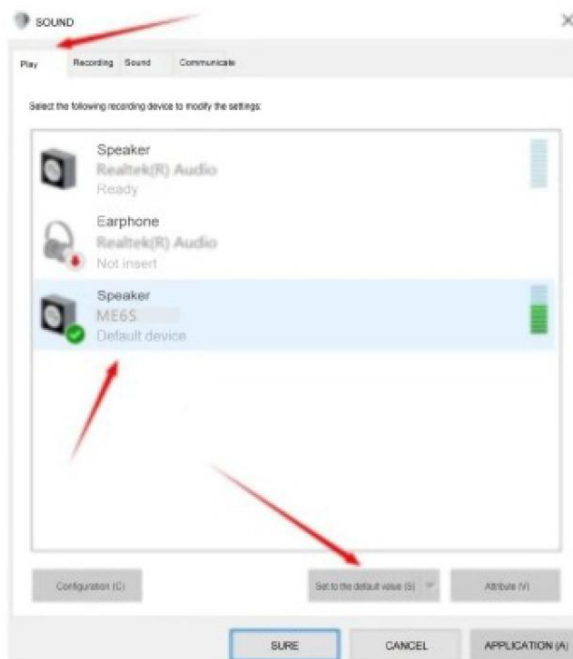 SOUND
Play Recording Sound Communicate
Select the following recording device to modify the settings:
Speaker
Realtek(R) Audio
Ready
Earphone
Realtek(R) Audio
Not insert
Speaker
ME6S
Default device
Configuration (C) Set to the default value (S) Attribute (V)
SURE CANCEL APPLICATION (A)